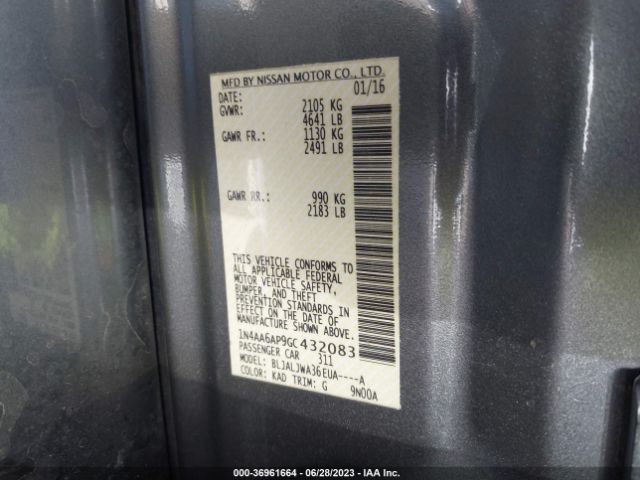 MFD BY NISSAN MOTOR CO., LTD.
DATE: 01/16
GVWR: 2105 KG
4641 LB
GAWR FR.: 1130 KG
2491 LB
GAWR RR.: 990 KG
2183 LB
THIS VEHICLE CONFORMS TO
ALL APPLICABLE FEDERAL
MOTOR VEHICLE SAFETY,
BUMPER, AND THEFT
PREVENTION STANDARDS IN
EFFECT ON THE DATE OF
MANUFACTURE SHOWN ABOVE.
1N4AA6AP9GC432083
PASSENGER CAR 311
MODEL: BLJALJWA36EUA----A
COLOR: KAD TRIM: G 9N00A
000-36961664 - 06/28/2023 - IAA Inc.